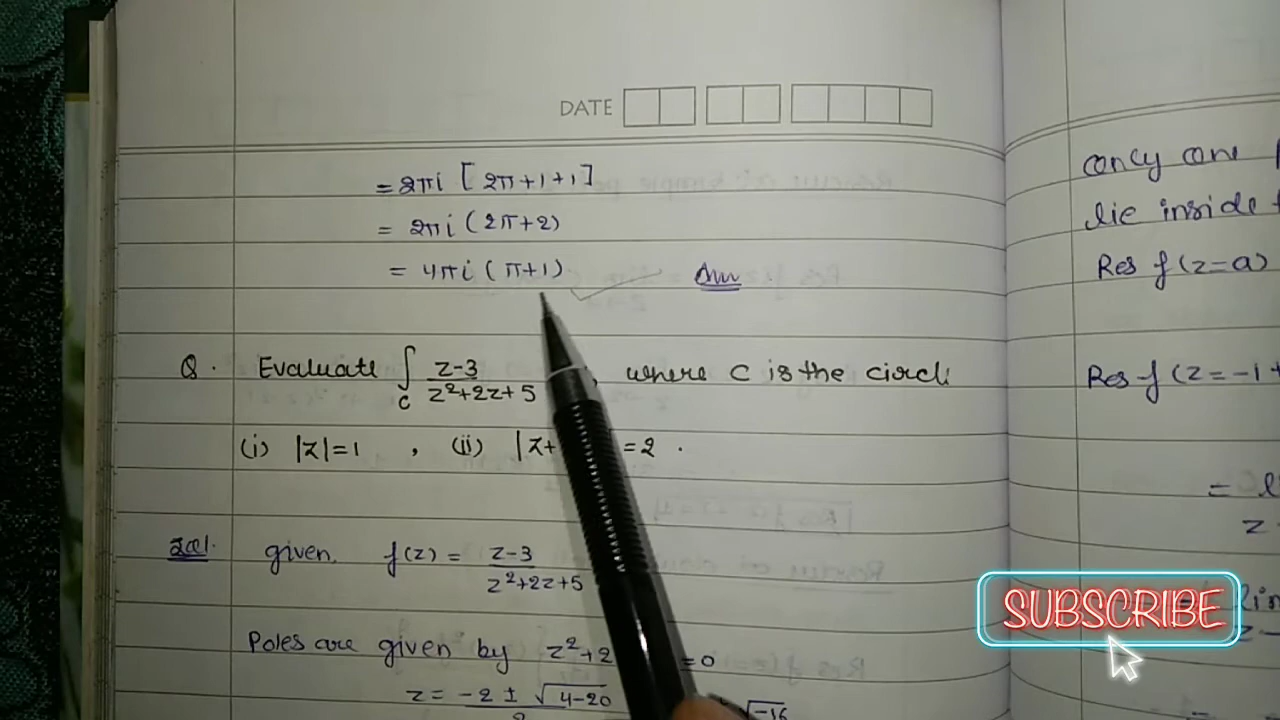 DATE
= 2πi [2π+1+1]
= 2πi (2π+2)
= 4πi (π+1) Ans
Q. Evaluate ∫c z-3 / z²+2z+5 , where C is the circle
(i) |z|=1 , (ii) |z+ =2 .
Sol. given f(z) = z-3 / z²+2z+5
Poles are given by z²+2 =0
z = -2 ± √4-20
√-16
only one
lie inside
Res f(z=a)
Res f(z=-1+
=
z
SUBSCRIBE